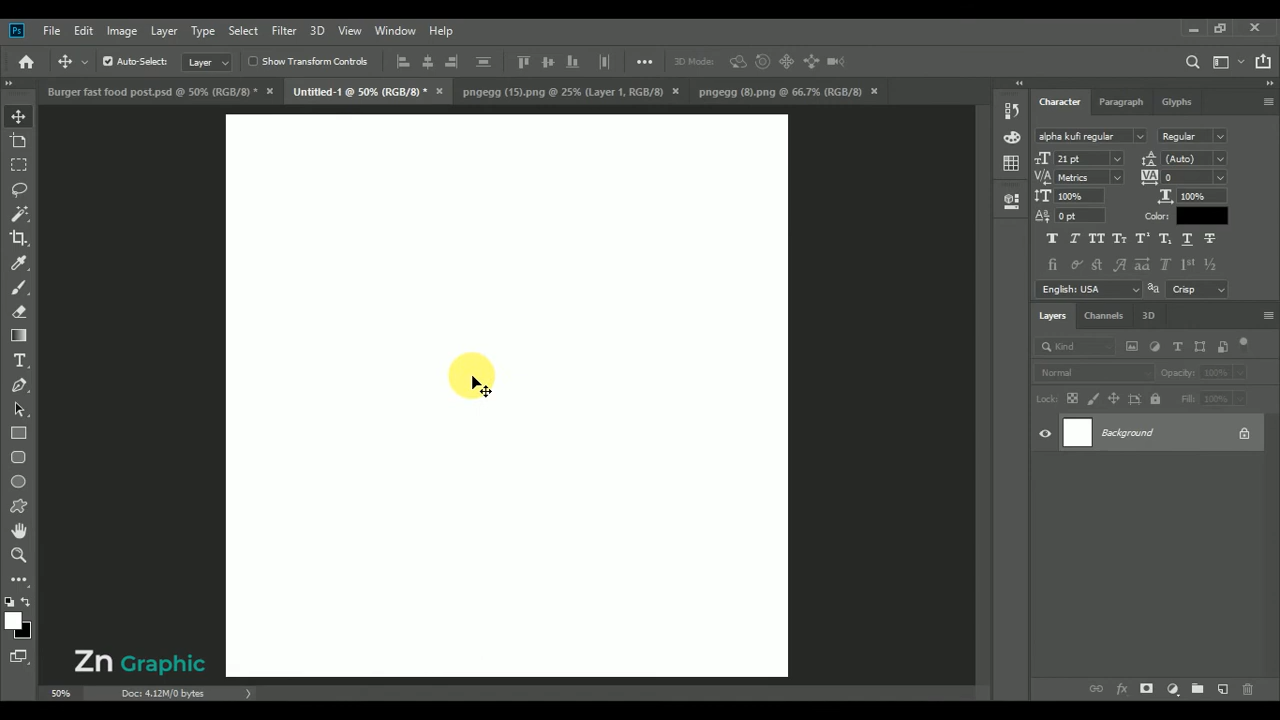 Ps File Edit Image Layer Type Select Filter 3D View Window Help
Auto-Select: Layer Show Transform Controls 3D Mode:
Burger fast food post.psd @ 50% (RGB/8) * Untitled-1 @ 50% (RGB/8) * pngegg (15).png @ 25% (Layer 1, RGB/8) pngegg (8).png @ 66.7% (RGB/8)
Character Paragraph Glyphs
alpha kufi regular Regular
21 pt (Auto)
Metrics 0
100% 100%
0 pt Color:
English: USA Crisp
Layers Channels 3D
Kind
Normal Opacity: 100%
Lock: Fill: 100%
Background
Zn Graphic
50% Doc: 4.12M/0 bytes